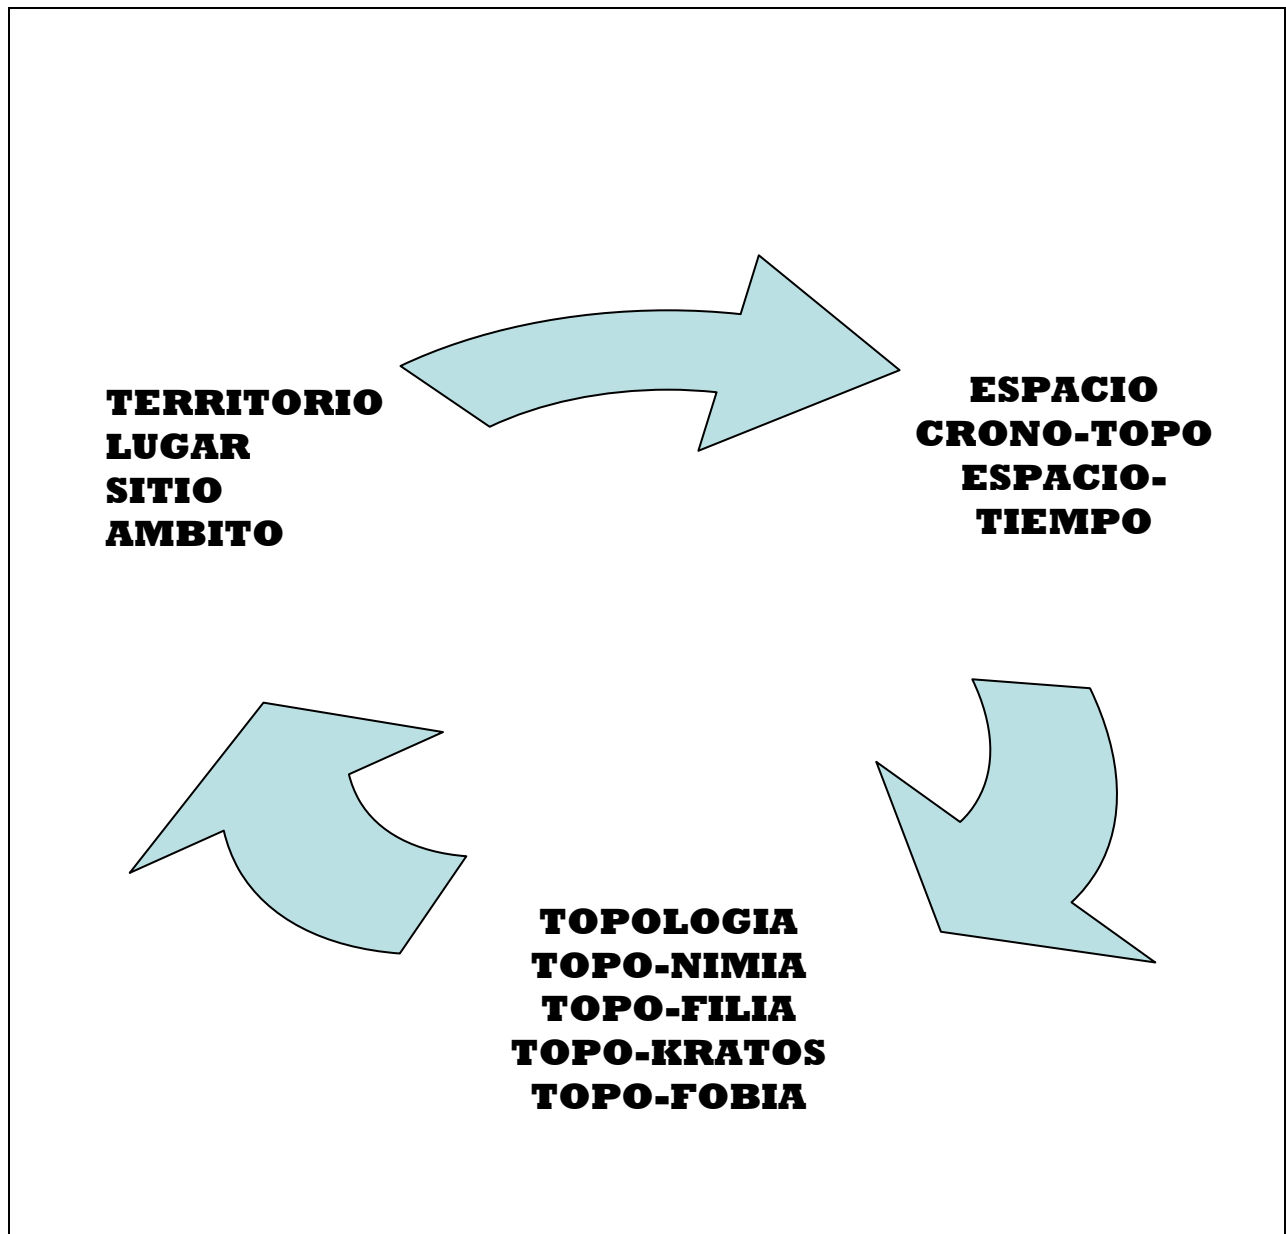 TERRITORIO
LUGAR
SITIO
AMBITO
ESPACIO
CRONO-TOPO
ESPACIO-
TIEMPO
TOPOLOGIA
TOPO-NIMIA
TOPO-FILIA
TOPO-KRATOS
TOPO-FOBIA